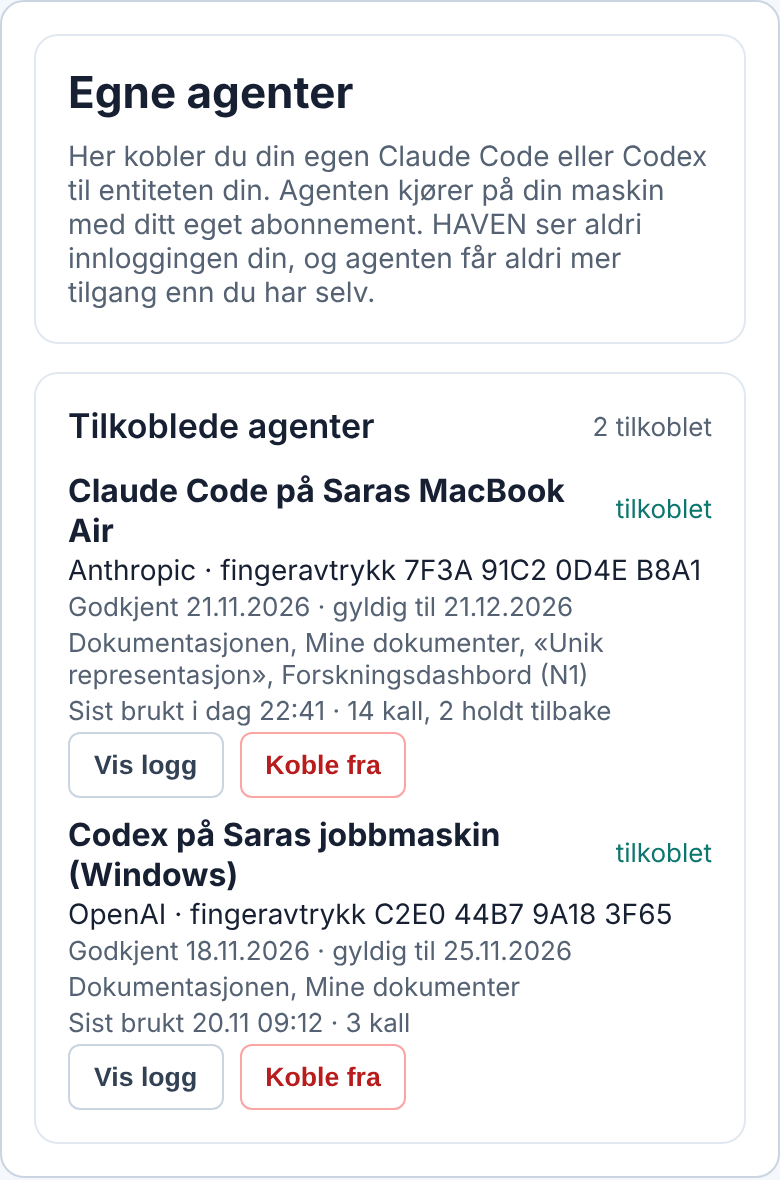 Egne agenter
Her kobler du din egen Claude Code eller Codex
til entiteten din. Agenten kjører på din maskin
med ditt eget abonnement. HAVEN ser aldri
innloggingen din, og agenten får aldri mer
tilgang enn du har selv.
Tilkoblede agenter
2 tilkoblet
Claude Code på Saras MacBook
Air
tilkoblet
Anthropic · fingeravtrykk 7F3A 91C2 0D4E B8A1
Godkjent 21.11.2026 · gyldig til 21.12.2026
Dokumentasjonen, Mine dokumenter, «Unik
representasjon», Forskningsdashbord (N1)
Sist brukt i dag 22:41 · 14 kall, 2 holdt tilbake
Vis logg
Koble fra
Codex på Saras jobbmaskin
(Windows)
tilkoblet
OpenAI · fingeravtrykk C2E0 44B7 9A18 3F65
Godkjent 18.11.2026 · gyldig til 25.11.2026
Dokumentasjonen, Mine dokumenter
Sist brukt 20.11 09:12 · 3 kall
Vis logg
Koble fra